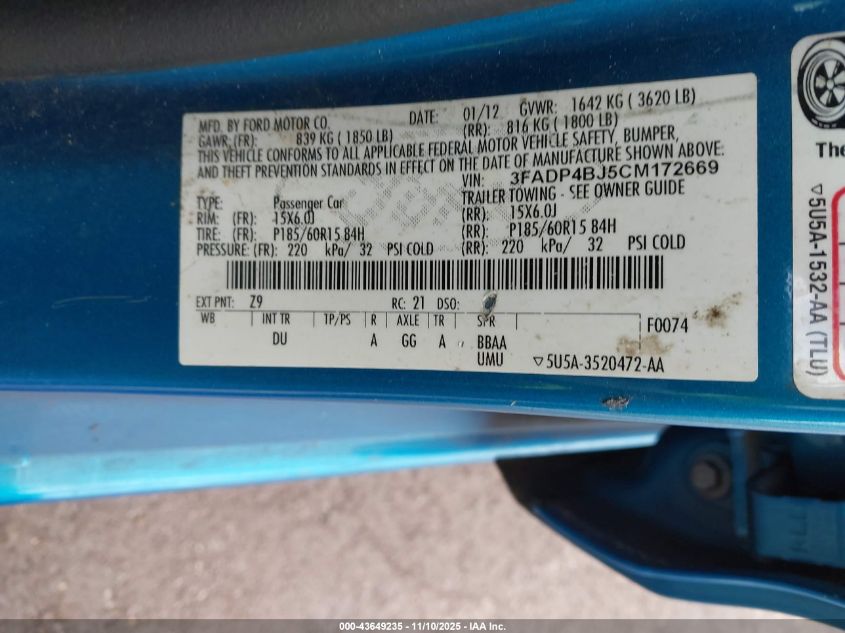 MFD. BY FORD MOTOR CO. DATE: 01/12 GVWR: 1642 KG ( 3620 LB)
GAWR, (FR): 839 KG ( 1850 LB) (RR): 816 KG ( 1800 LB)
THIS VEHICLE CONFORMS TO ALL APPLICABLE FEDERAL MOTOR VEHICLE SAFETY, BUMPER,
AND THEFT PREVENTION STANDARDS IN EFFECT ON THE DATE OF MANUFACTURE SHOWN ABOVE.
VIN: 3FADP4BJ5CM172669
TYPE: Passenger Car TRAILER TOWING - SEE OWNER GUIDE
RIM: (FR): 15X6.0J (RR): 15X6.0J
TIRE: (FR): P185/60R15 84H (RR): P185/60R15 84H
PRESSURE: (FR): 220 kPa/ 32 PSI COLD (RR): 220 kPa/ 32 PSI COLD
EXT PNT: Z9 RC: 21 DSO:
WB INT TR TP/PS R AXLE TR SPR F0074
DU A GG A BBAA
UMU ▽5U5A-3520472-AA
The
▽5U5A-1532-AA (TLU)
000-43649235 - 11/10/2025 - IAA Inc.